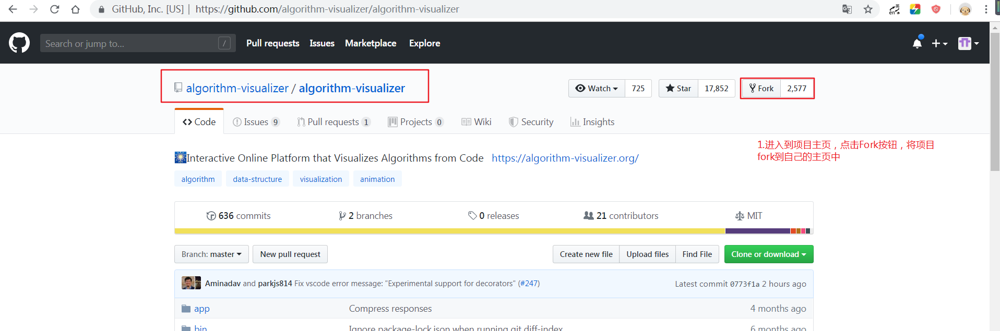 GitHub, Inc. [US] | https://github.com/algorithm-visualizer/algorithm-visualizer
英 en
Search or jump to... /
Pull requests Issues Marketplace Explore
algorithm-visualizer / algorithm-visualizer
Watch 725 Star 17,852 Fork 2,577
Code Issues 9 Pull requests 1 Projects 0 Wiki Security Insights
1.进入到项目主页，点击Fork按钮，将项目
fork到自己的主页中
Interactive Online Platform that Visualizes Algorithms from Code https://algorithm-visualizer.org/
algorithm data-structure visualization animation
636 commits 2 branches 0 releases 21 contributors MIT
Branch: master New pull request Create new file Upload files Find File Clone or download
Aminadav and parkjs814 Fix vscode error message: "Experimental support for decorators" (#247) Latest commit 0773f1a 2 hours ago
app Compress responses 4 months ago
bin Ignore package-lock.json when running git diff-index 6 months ago